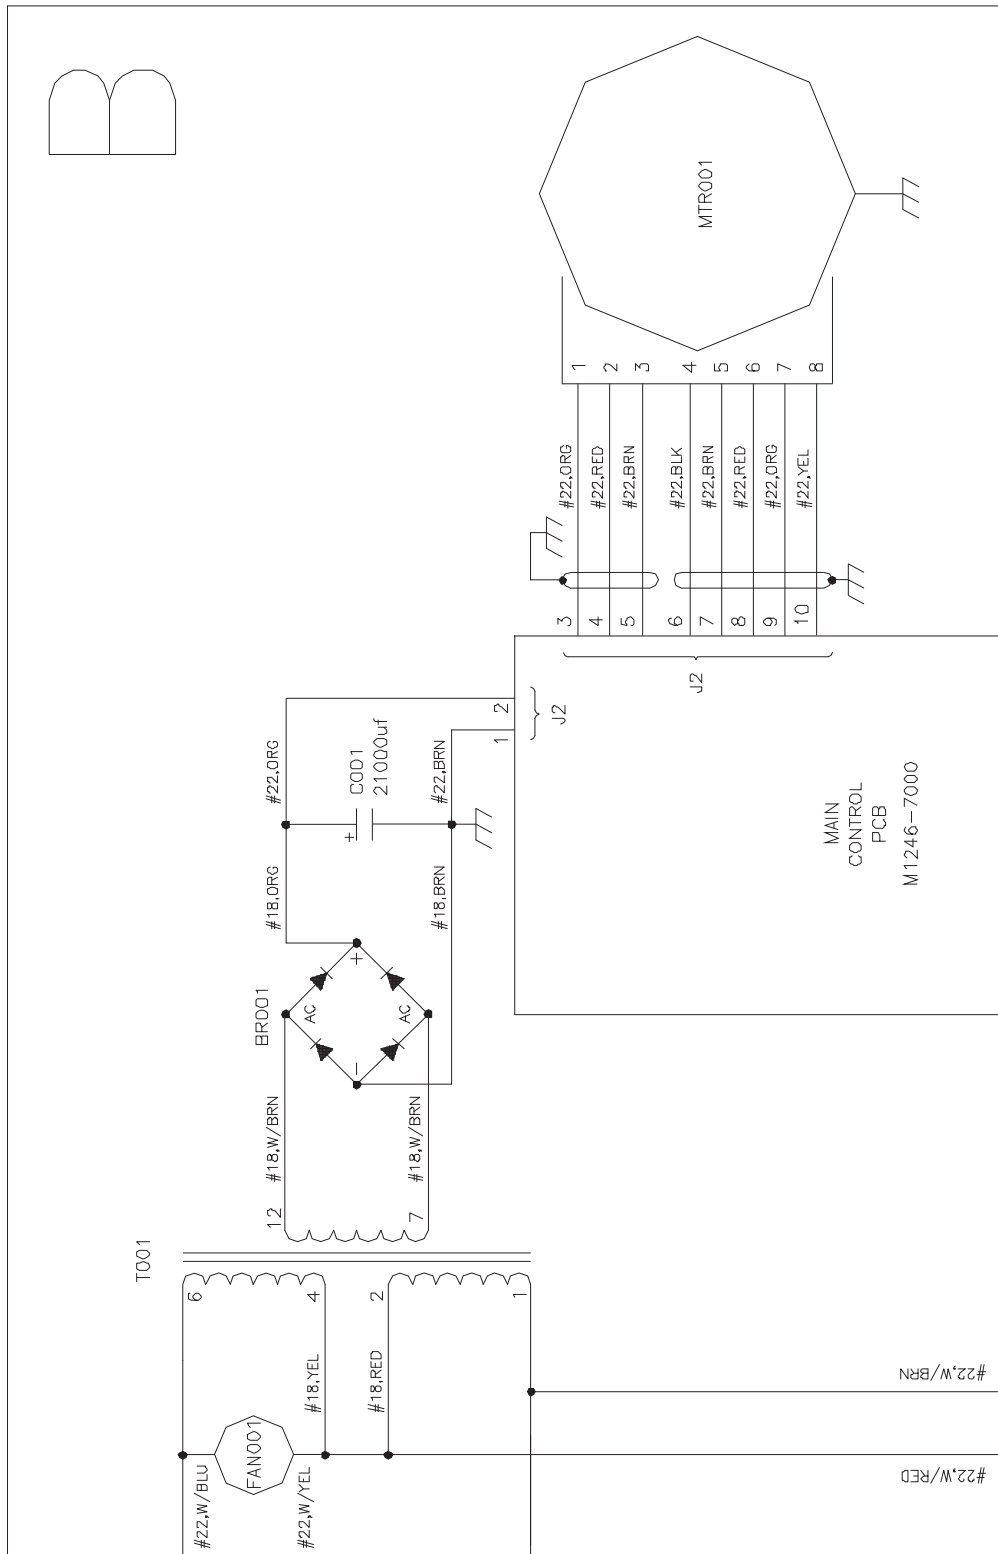 MTR001
1
2
3
4
5
6
7
8
#22,ORG
#22,RED
#22,BRN
#22,BLK
#22,BRN
#22,RED
#22,ORG
#22,YEL
3
4
5
6
7
8
9
10
J2
2
1
J2
#22,ORG
C001
21000uf
+
#22,BRN
MAIN
CONTROL
PCB
M1246-7000
#18,ORG
#18,BRN
BR001
AC
AC
+
−
#18,W/BRN
#18,W/BRN
12
7
T001
6
4
2
1
#18,YEL
#18,RED
FAN001
#22,W/BLU
#22,W/YEL
#22,W/BRN
#22,W/RED